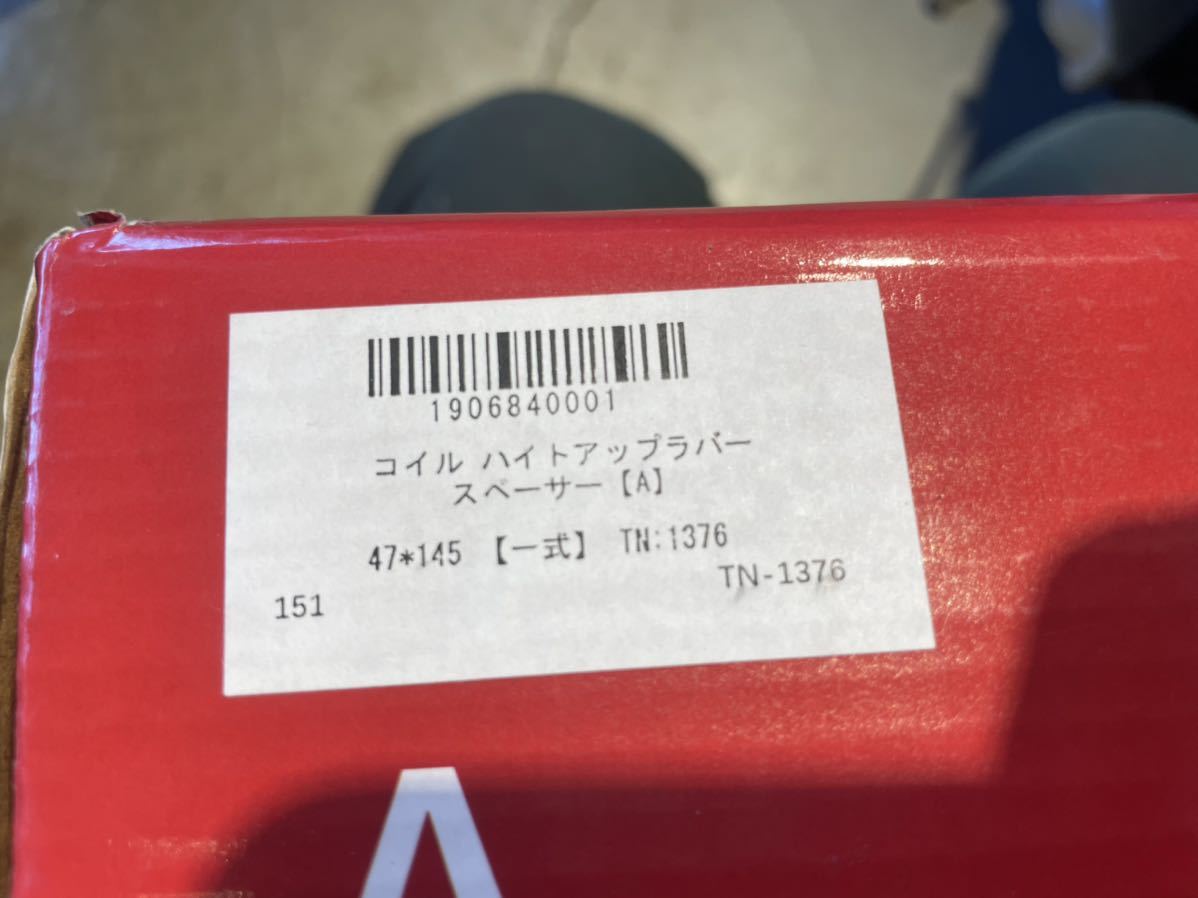 1906840001
コイル ハイトアップラバー
スペーサー【A】
47*145 【一式】 TN:1376
TN-1376
151